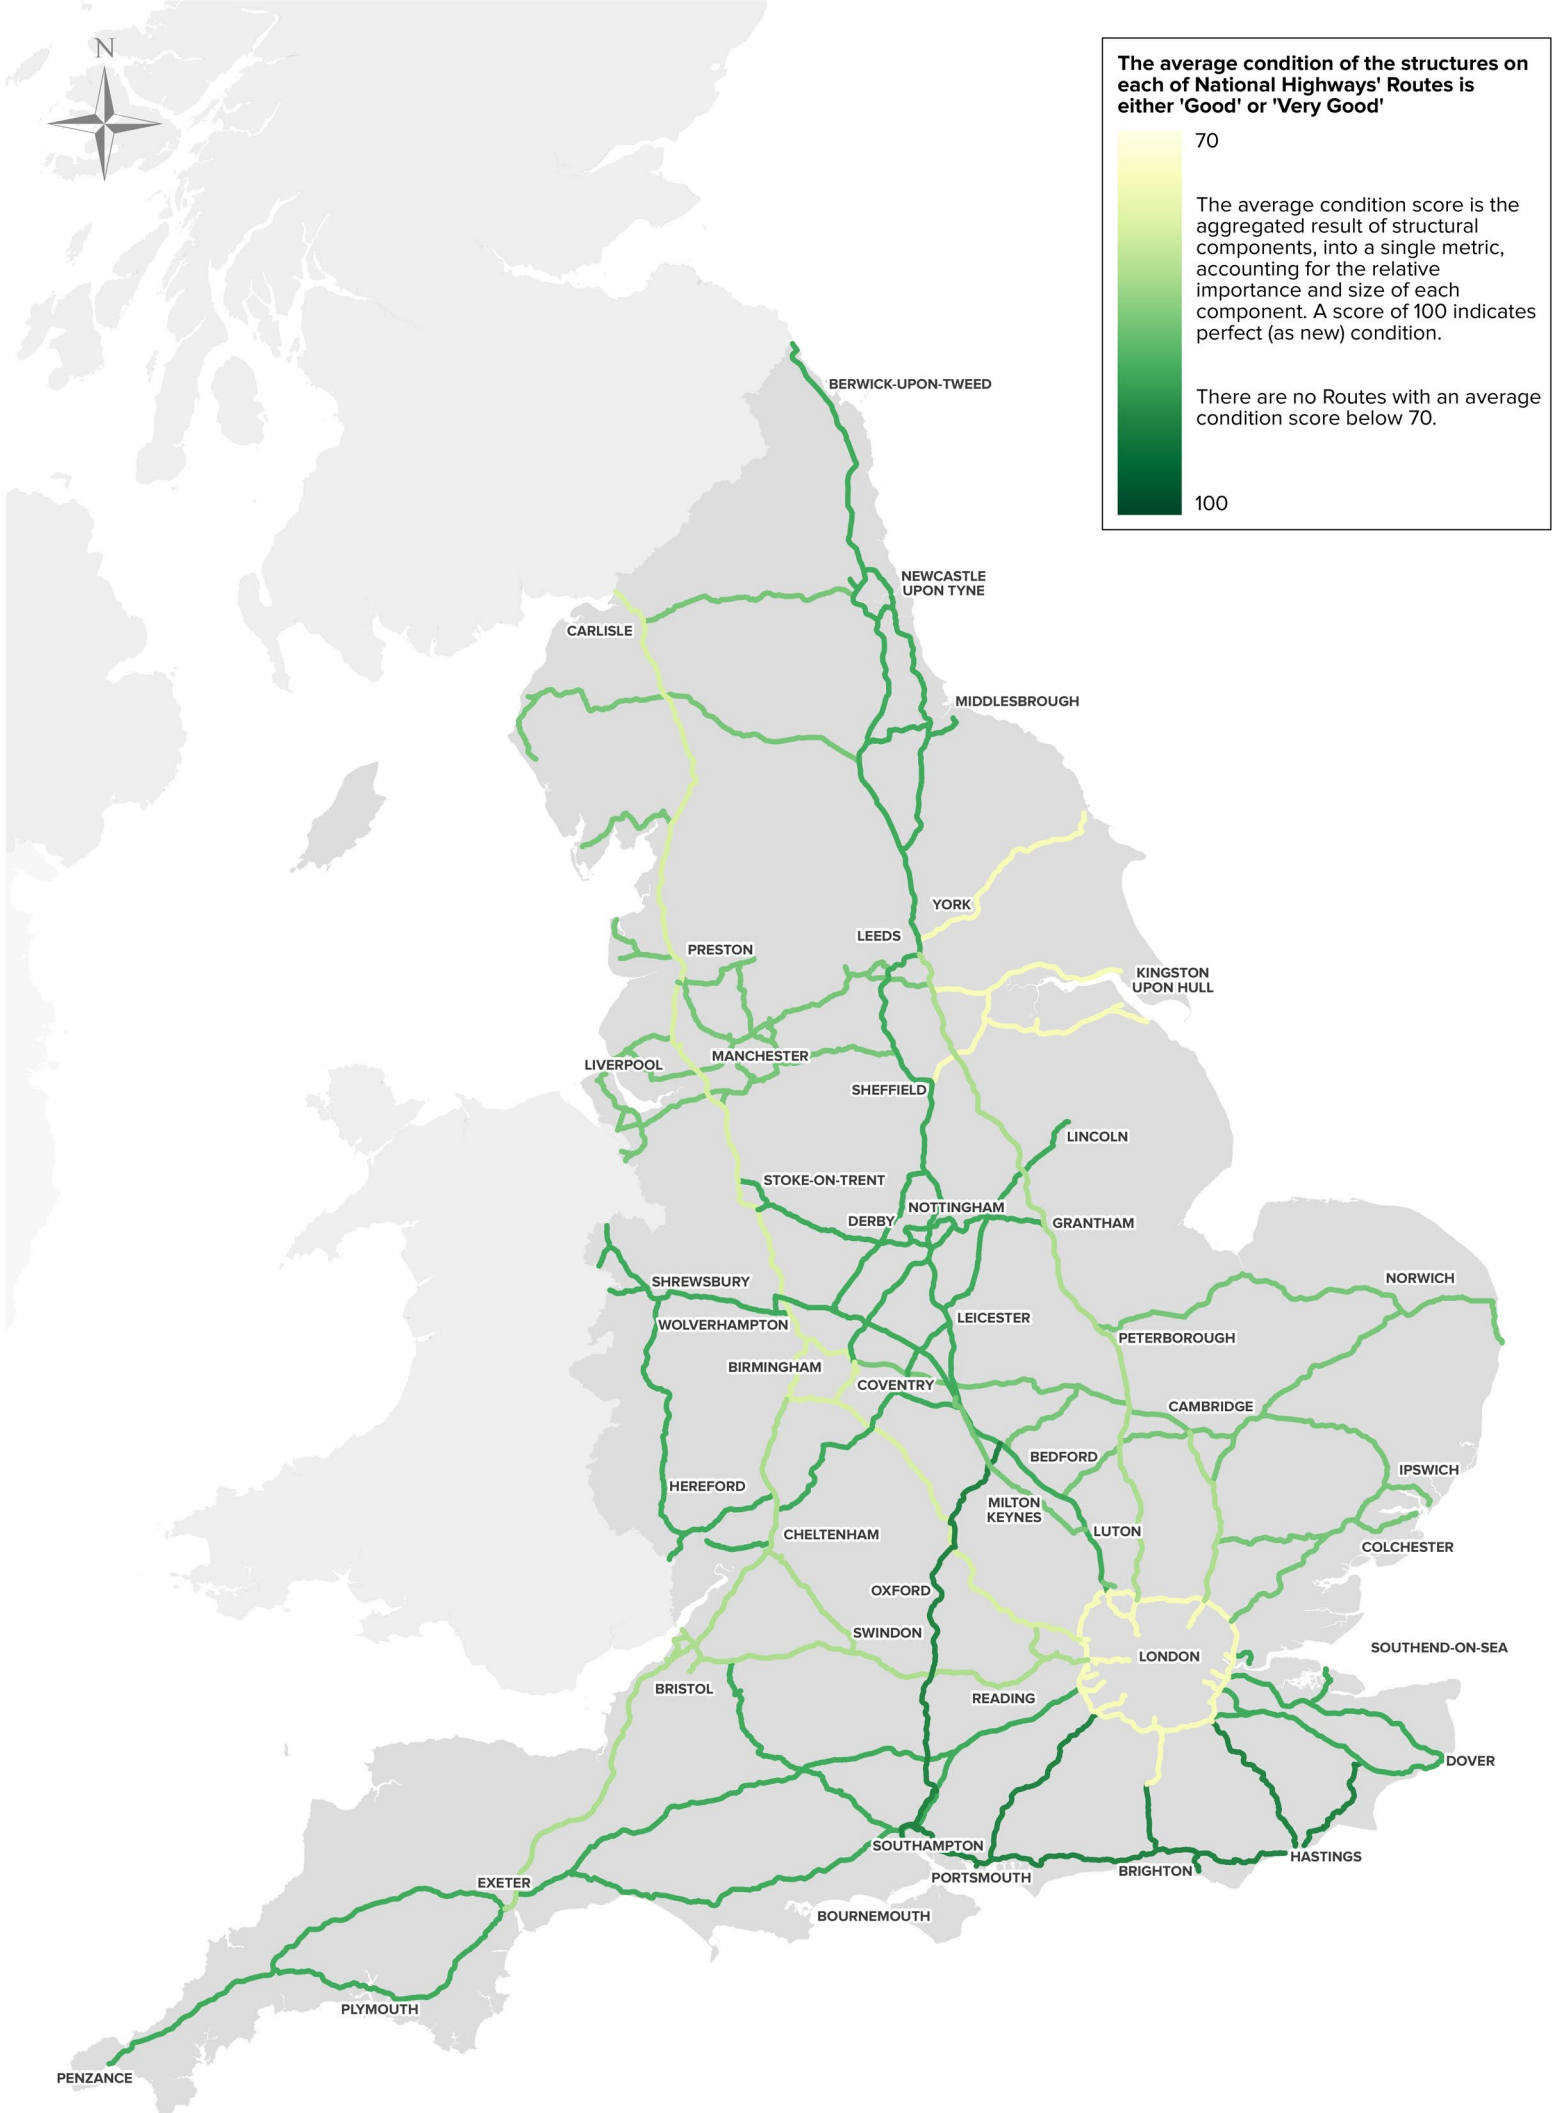 N
The average condition of the structures on
each of National Highways' Routes is
either 'Good' or 'Very Good'
70
The average condition score is the
aggregated result of structural
components, into a single metric,
accounting for the relative
importance and size of each
component. A score of 100 indicates
perfect (as new) condition.
There are no Routes with an average
condition score below 70.
100
BERWICK-UPON-TWEED
NEWCASTLE
UPON TYNE
CARLISLE
MIDDLESBROUGH
YORK
LEEDS
PRESTON
KINGSTON
UPON HULL
MANCHESTER
LIVERPOOL
SHEFFIELD
LINCOLN
STOKE-ON-TRENT
NOTTINGHAM
DERBY
GRANTHAM
NORWICH
SHREWSBURY
LEICESTER
WOLVERHAMPTON
PETERBOROUGH
BIRMINGHAM
COVENTRY
CAMBRIDGE
BEDFORD
IPSWICH
HEREFORD
MILTON
KEYNES
LUTON
CHELTENHAM
COLCHESTER
OXFORD
SWINDON
SOUTHEND-ON-SEA
LONDON
BRISTOL
READING
DOVER
SOUTHAMPTON
HASTINGS
BRIGHTON
PORTSMOUTH
EXETER
BOURNEMOUTH
PLYMOUTH
PENZANCE